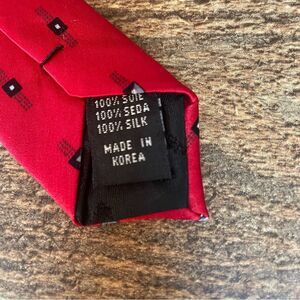 100% SOIE
100% SEDA
100% SILK
MADE IN
KOREA